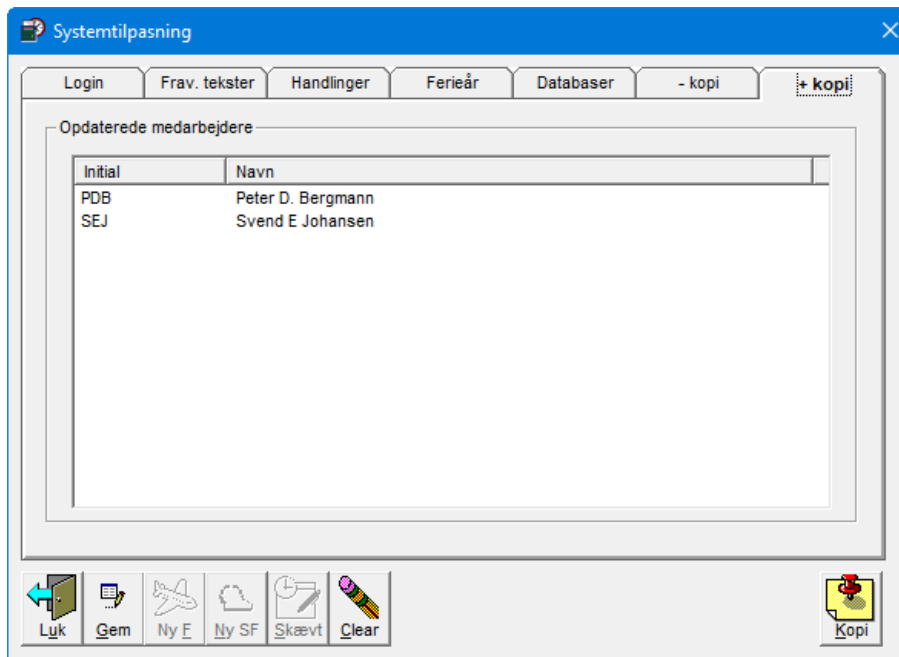 Systemtilpasning
Login Frav. tekster Handlinger Ferieår Databaser - kopi + kopi
Opdaterede medarbejdere
Initial Navn
PDB Peter D. Bergmann
SEJ Svend E Johansen
Luk Gem Ny F Ny SF Skævt Clear Kopi